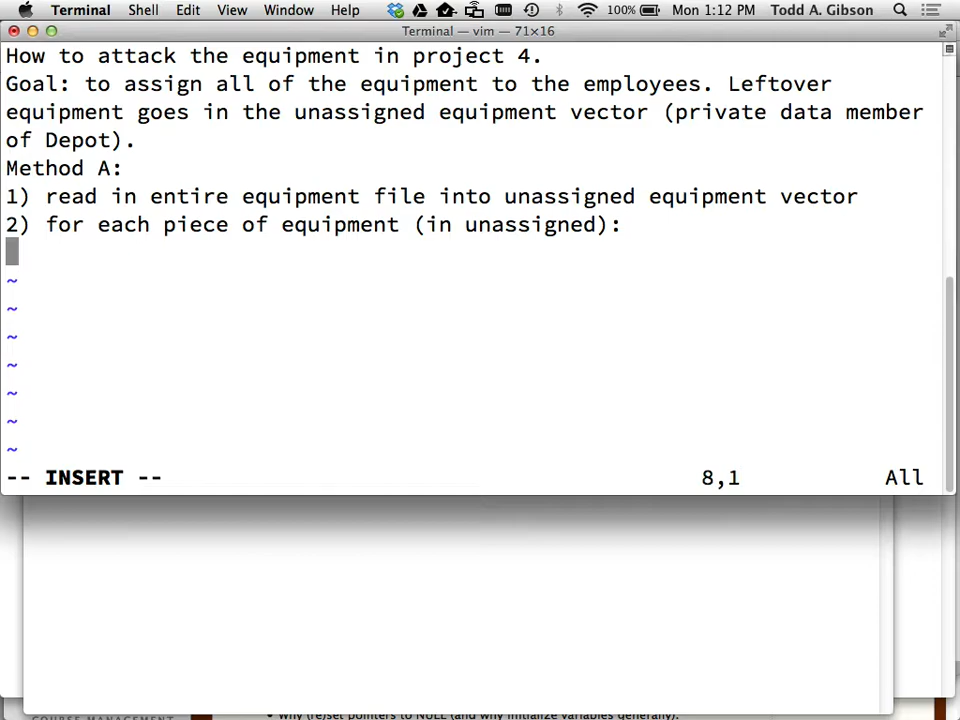 Terminal Shell Edit View Window Help 100% Mon 1:12 PM Todd A. Gibson
Terminal — vim — 71×16
How to attack the equipment in project 4.
Goal: to assign all of the equipment to the employees. Leftover
equipment goes in the unassigned equipment vector (private data member
of Depot).
Method A:
1) read in entire equipment file into unassigned equipment vector
2) for each piece of equipment (in unassigned):
~
~
~
~
~
~
~
-- INSERT -- 8,1 All
COURSE MANAGEMENT • Why (re)set pointers to NULL (and why initialize variables generally).